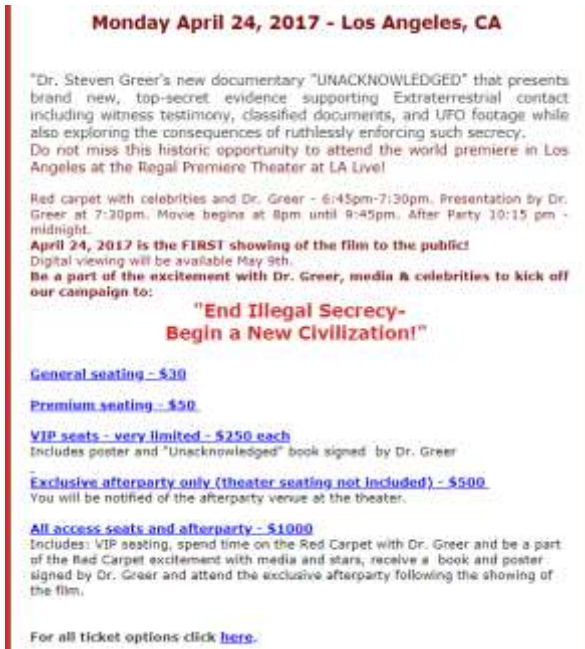 Monday April 24, 2017 - Los Angeles, CA
"Dr. Steven Greer's new documentary "UNACKNOWLEDGED" that presents
brand new, top-secret evidence supporting Extraterrestrial contact
including witness testimony, classified documents, and UFO footage while
also exploring the consequences of ruthlessly enforcing such secrecy.
Do not miss this historic opportunity to attend the world premiere in Los
Angeles at the Regal Premiere Theater at LA Live!
Red carpet with celebrities and Dr. Greer - 6:45pm-7:30pm. Presentation by Dr.
Greer at 7:30pm. Movie begins at 8pm until 9:45pm. After Party 10:15 pm -
midnight.
April 24, 2017 is the FIRST showing of the film to the public!
Digital viewing will be available May 9th.
Be a part of the excitement with Dr. Greer, media & celebrities to kick off
our campaign to:
"End Illegal Secrecy-
Begin a New Civilization!"
General seating - $30
Premium seating - $50
VIP seats - very limited - $250 each
Includes poster and "Unacknowledged" book signed by Dr. Greer
Exclusive afterparty only (theater seating not included) - $500
You will be notified of the afterparty venue at the theater.
All access seats and afterparty - $1000
Includes: VIP seating, spend time on the Red Carpet with Dr. Greer and be a part
of the Red Carpet excitement with media and stars, receive a book and poster
signed by Dr. Greer and attend the exclusive afterparty following the showing of
the film.
For all ticket options click here.